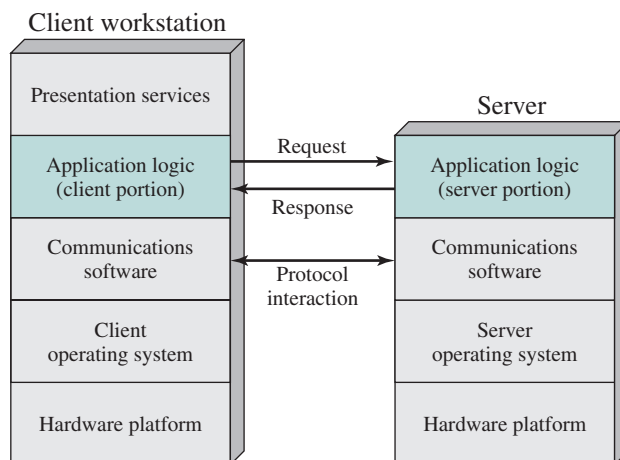 Client workstation
Presentation services
Application logic
(client portion)
Communications
software
Client
operating system
Hardware platform
Request
Response
Protocol
interaction
Server
Application logic
(server portion)
Communications
software
Server
operating system
Hardware platform